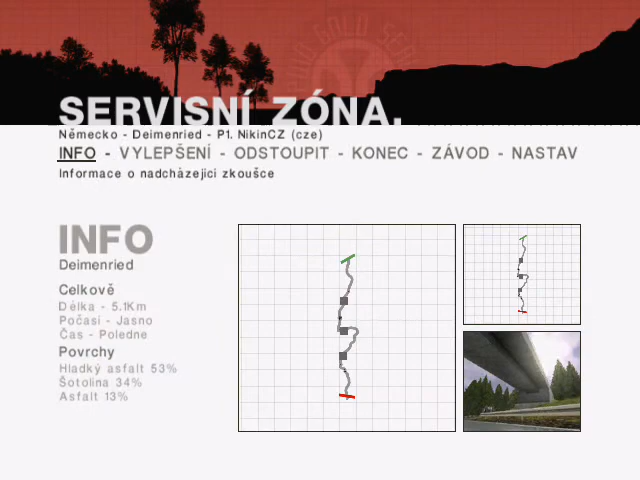 SERVISNÍ ZÓNA.
Německo - Deimenried - P1. NikinCZ (cze)
INFO - VYLEPŠENÍ - ODSTOUPIT - KONEC - ZÁVOD - NASTAV
Informace o nadcházející zkoušce
INFO
Deimenried
Celkově
Délka - 5.1Km
Počasí - Jasno
Čas - Poledne
Povrchy
Hladký asfalt 53%
Šotolina 34%
Asfalt 13%